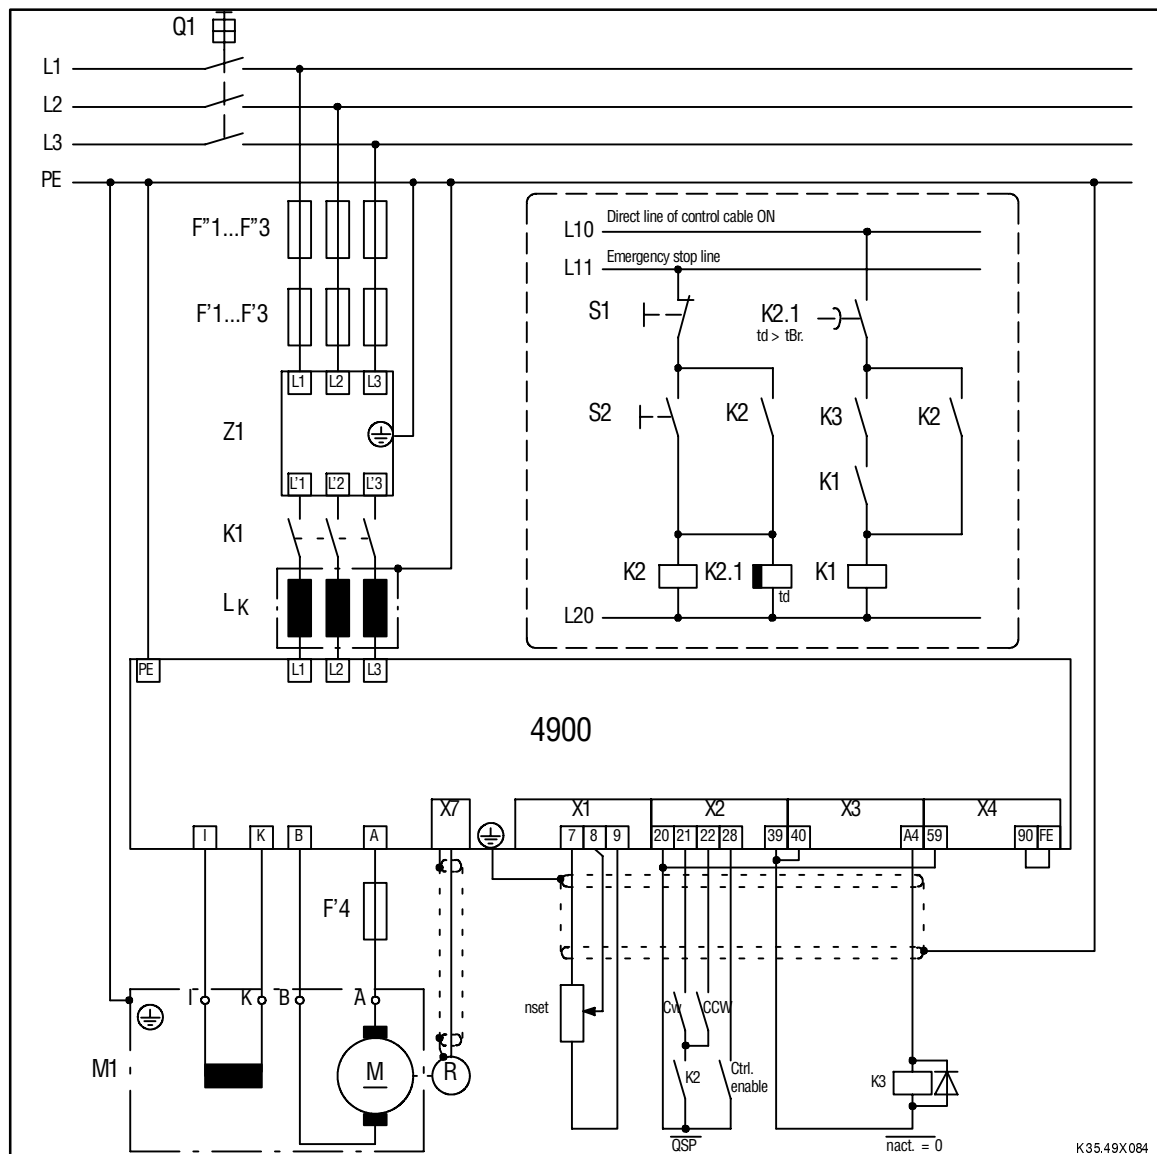 Q1
L1
L2
L3
PE
F"1...F"3
F'1...F'3
L10 Direct line of control cable ON
L11 Emergency stop line
S1
K2.1
td > tBr.
S2
K2
K3
K2
K1
K2
K2.1
td
K1
L20
L1 L2 L3
Z1
L'1 L'2 L'3
K1
LK
PE
L1 L2 L3
4900
X7
X1
X2
X3
X4
I K B A
7 8 9
20 21 22 28
39 40
A4 59
90 FE
F'4
I K B A
M1
M
R
nset
Cw
CCW
K2
Ctrl.
enable
K3
QSP
nact. = 0
K35.49X084